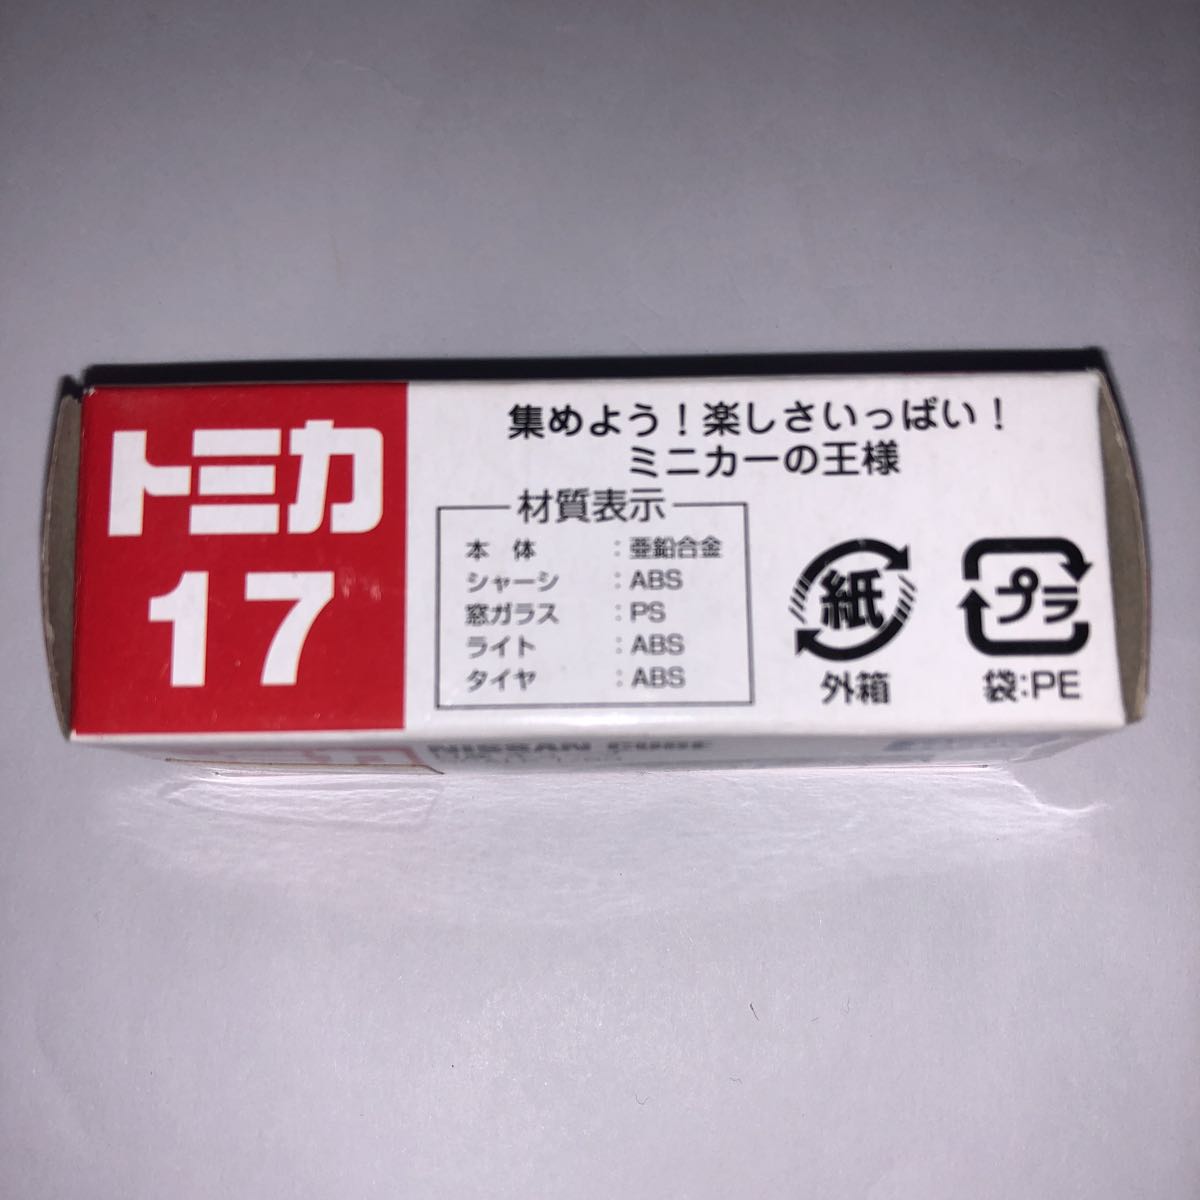 トミカ
17
集めよう！楽しさいっぱい！
ミニカーの王様
材質表示
本 体 ：亜鉛合金
シャーシ ：ABS
窓ガラス ：PS
ライト ：ABS
タイヤ ：ABS
紙
外箱
プラ
袋:PE
NISSAN